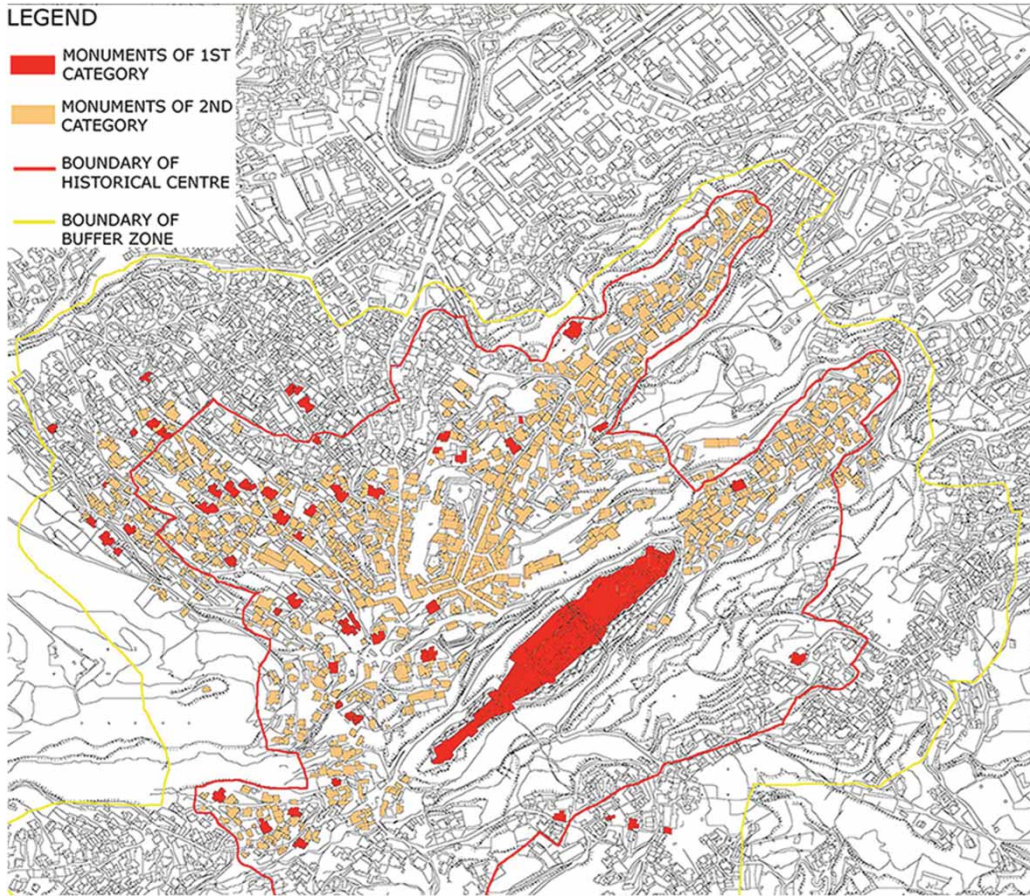 LEGEND
MONUMENTS OF 1ST
CATEGORY
MONUMENTS OF 2ND
CATEGORY
BOUNDARY OF
HISTORICAL CENTRE
BOUNDARY OF
BUFFER ZONE